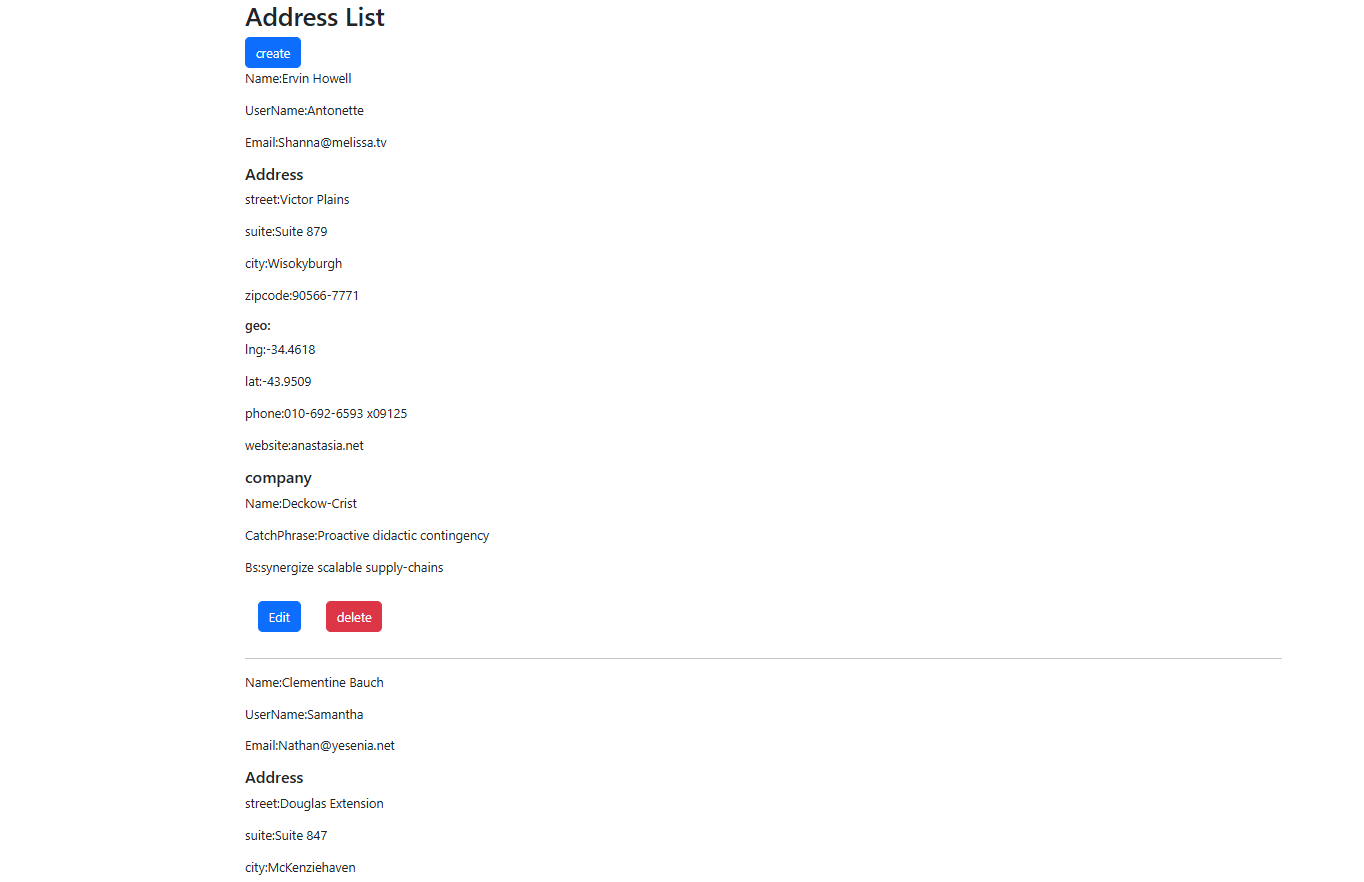 Address List
create
Name:Ervin Howell
UserName:Antonette
Email:Shanna@melissa.tv
Address
street:Victor Plains
suite:Suite 879
city:Wisokyburgh
zipcode:90566-7771
geo:
lng:-34.4618
lat:-43.9509
phone:010-692-6593 x09125
website:anastasia.net
company
Name:Deckow-Crist
CatchPhrase:Proactive didactic contingency
Bs:synergize scalable supply-chains
Edit delete
Name:Clementine Bauch
UserName:Samantha
Email:Nathan@yesenia.net
Address
street:Douglas Extension
suite:Suite 847
city:McKenziehaven